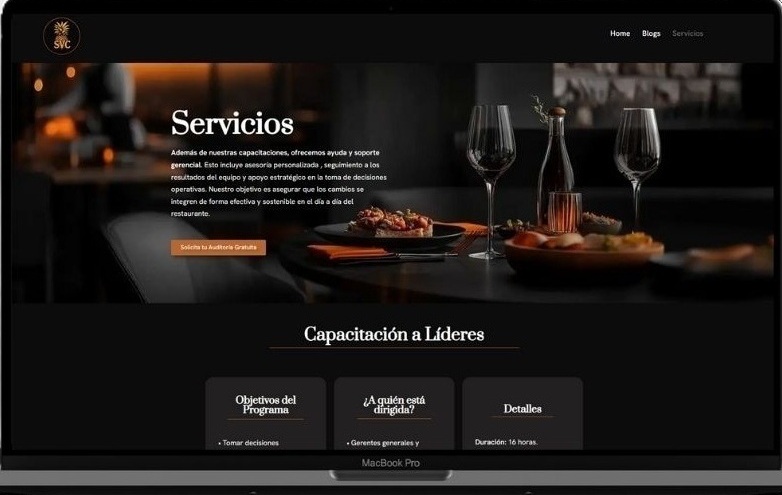 SVC
Home Blogs Servicios
Servicios
Además de nuestras capacitaciones, ofrecemos ayuda y soporte
gerencial. Esto incluye asesoría personalizada , seguimiento a los
resultados del equipo y apoyo estratégico en la toma de decisiones
operativas. Nuestro objetivo es asegurar que los cambios se
integren de forma efectiva y sostenible en el día a día del
restaurante.
Solicita tu Auditoría Gratuita
Capacitación a Líderes
Objetivos del
Programa
• Tomar decisiones
¿A quién está
dirigida?
• Gerentes generales y
Detalles
Duración: 16 horas.
MacBook Pro